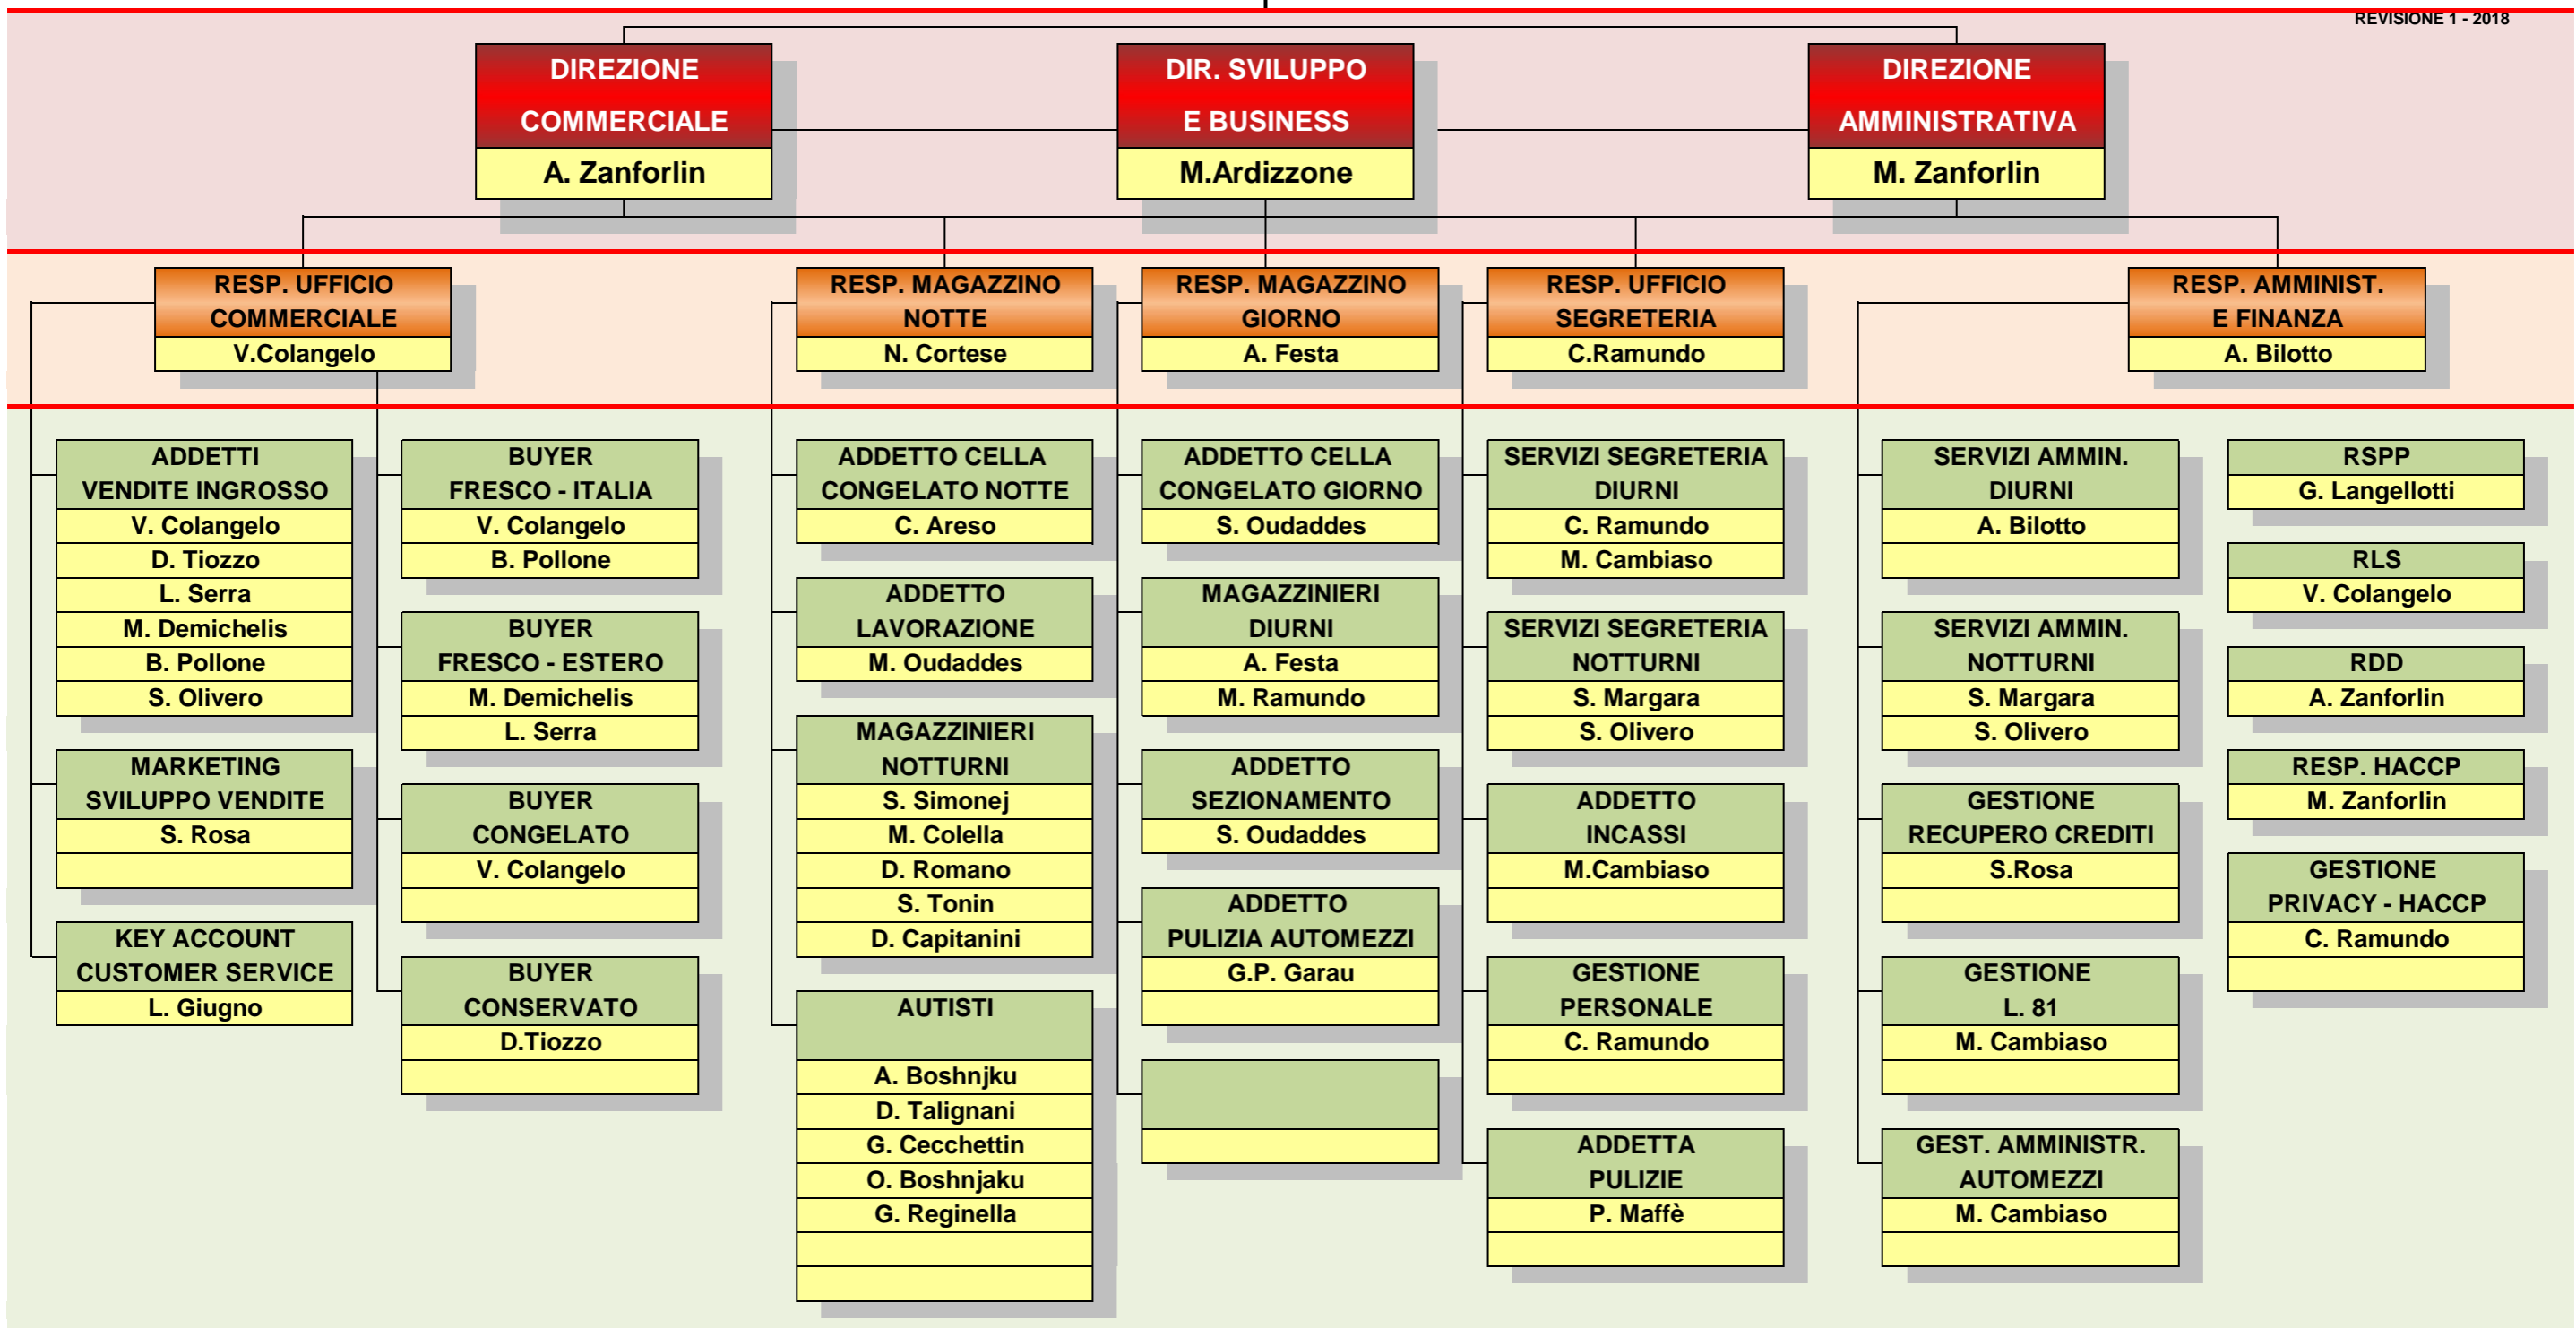 REVISIONE 1 - 2018
DIREZIONE
COMMERCIALE
A. Zanforlin
DIR. SVILUPPO
E BUSINESS
M.Ardizzone
DIREZIONE
AMMINISTRATIVA
M. Zanforlin
RESP. UFFICIO
COMMERCIALE
V.Colangelo
RESP. MAGAZZINO
NOTTE
N. Cortese
RESP. MAGAZZINO
GIORNO
A. Festa
RESP. UFFICIO
SEGRETERIA
C.Ramundo
RESP. AMMINIST.
E FINANZA
A. Bilotto
ADDETTI
VENDITE INGROSSO
V. Colangelo
D. Tiozzo
L. Serra
M. Demichelis
B. Pollone
S. Olivero
MARKETING
SVILUPPO VENDITE
S. Rosa
KEY ACCOUNT
CUSTOMER SERVICE
L. Giugno
BUYER
FRESCO - ITALIA
V. Colangelo
B. Pollone
BUYER
FRESCO - ESTERO
M. Demichelis
L. Serra
BUYER
CONGELATO
V. Colangelo
BUYER
CONSERVATO
D.Tiozzo
ADDETTO CELLA
CONGELATO NOTTE
C. Areso
ADDETTO
LAVORAZIONE
M. Oudaddes
MAGAZZINIERI
NOTTURNI
S. Simonej
M. Colella
D. Romano
S. Tonin
D. Capitanini
AUTISTI
A. Boshnjku
D. Talignani
G. Cecchettin
O. Boshnjaku
G. Reginella
ADDETTO CELLA
CONGELATO GIORNO
S. Oudaddes
MAGAZZINIERI
DIURNI
A. Festa
M. Ramundo
ADDETTO
SEZIONAMENTO
S. Oudaddes
ADDETTO
PULIZIA AUTOMEZZI
G.P. Garau
SERVIZI SEGRETERIA
DIURNI
C. Ramundo
M. Cambiaso
SERVIZI SEGRETERIA
NOTTURNI
S. Margara
S. Olivero
ADDETTO
INCASSI
M.Cambiaso
GESTIONE
PERSONALE
C. Ramundo
ADDETTA
PULIZIE
P. Maffè
SERVIZI AMMIN.
DIURNI
A. Bilotto
SERVIZI AMMIN.
NOTTURNI
S. Margara
S. Olivero
GESTIONE
RECUPERO CREDITI
S.Rosa
GESTIONE
L. 81
M. Cambiaso
GEST. AMMINISTR.
AUTOMEZZI
M. Cambiaso
RSPP
G. Langellotti
RLS
V. Colangelo
RDD
A. Zanforlin
RESP. HACCP
M. Zanforlin
GESTIONE
PRIVACY - HACCP
C. Ramundo